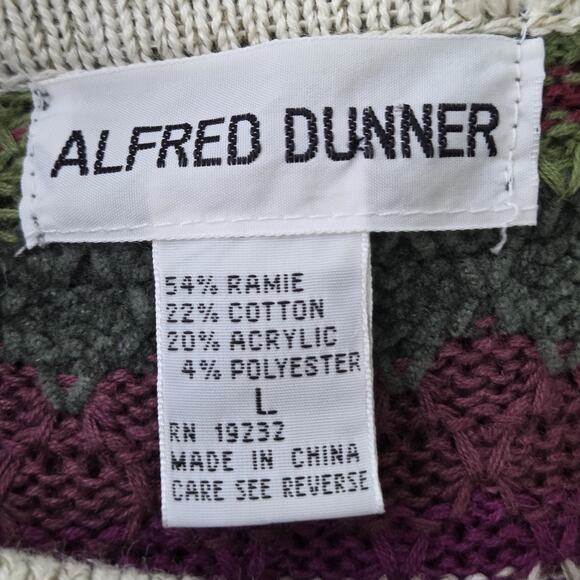 ALFRED DUNNER
54% RAMIE
22% COTTON
20% ACRYLIC
4% POLYESTER
L
RN 19232
MADE IN CHINA
CARE SEE REVERSE